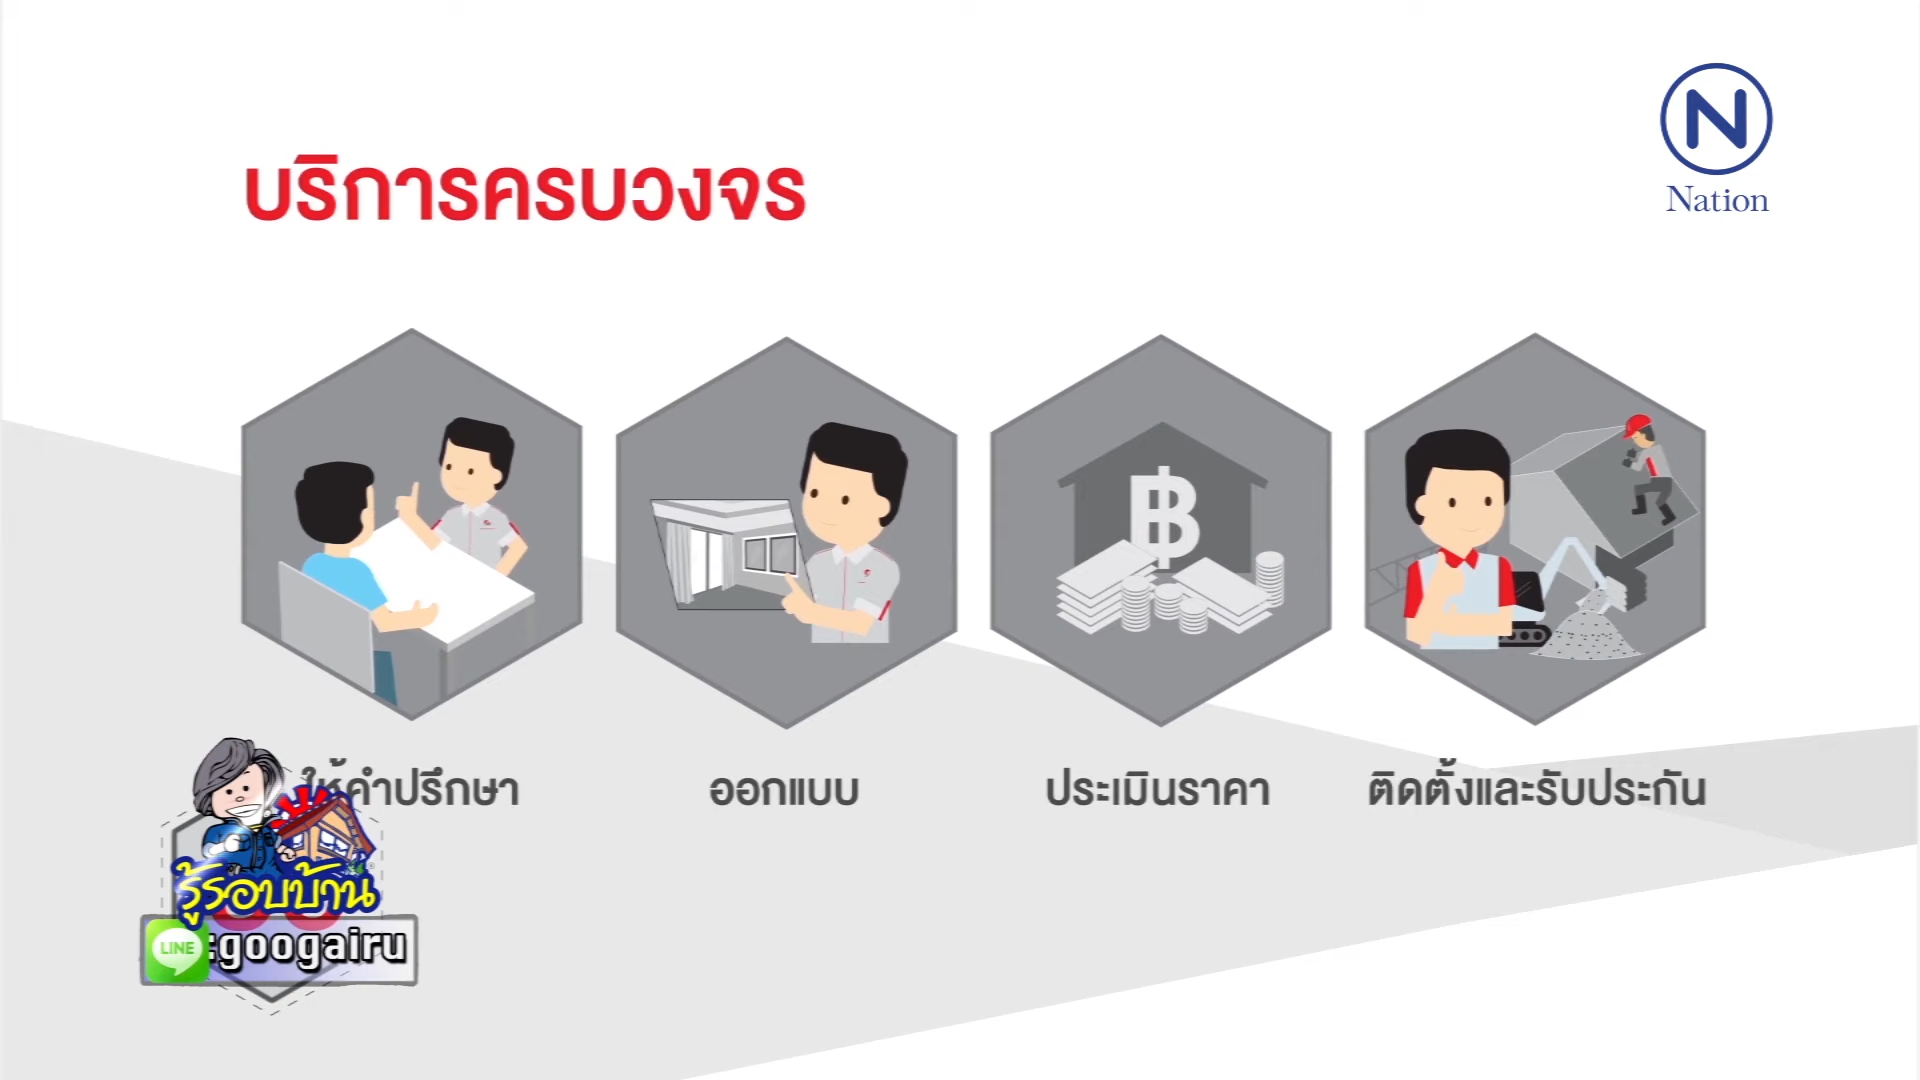 N
Nation
บริการครบวงจร
ให้คำปรึกษา
ออกแบบ
฿
ประเมินราคา
ติดตั้งและรับประกัน
รู้รอบบ้าน
LINE
:googairu